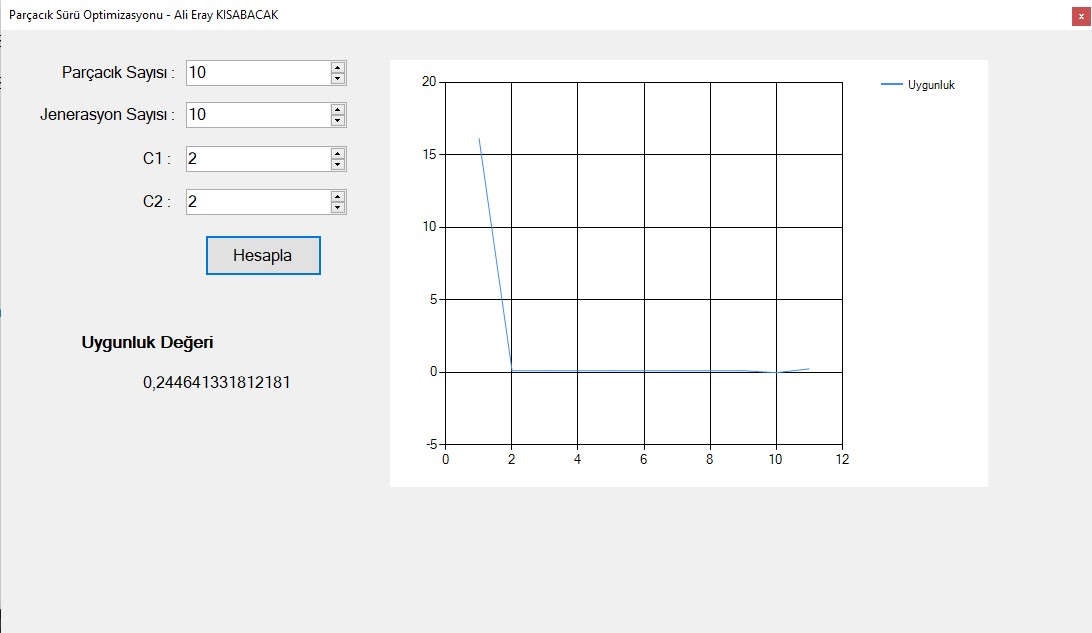 Parçacık Sürü Optimizasyonu - Ali Eray KISABACAK
x
Parçacık Sayısı : 10
Jenerasyon Sayısı : 10
C1 : 2
C2 : 2
Hesapla
Uygunluk Değeri
0,244641331812181
20
15
10
5
0
-5
0 2 4 6 8 10 12
Uygunluk